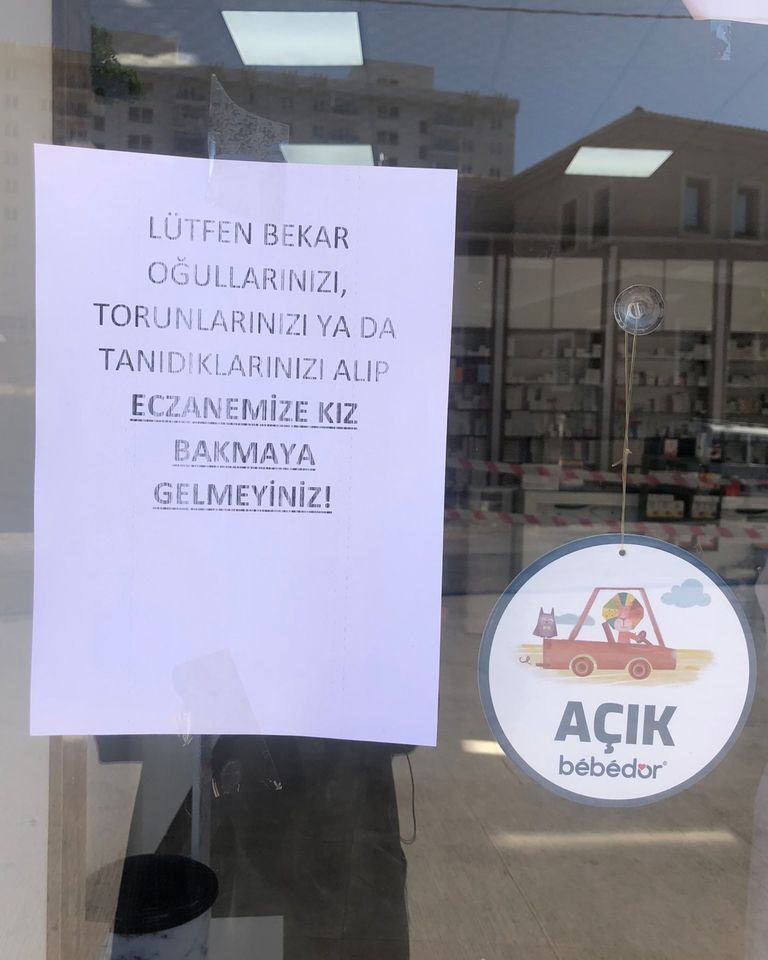 LÜTFEN BEKAR
OĞULLARINIZI,
TORUNLARINIZI YA DA
TANIDIKLARINIZI ALIP
ECZANEMİZE KIZ
BAKMAYA
GELMEYİNİZ!
AÇIK
bébédor®